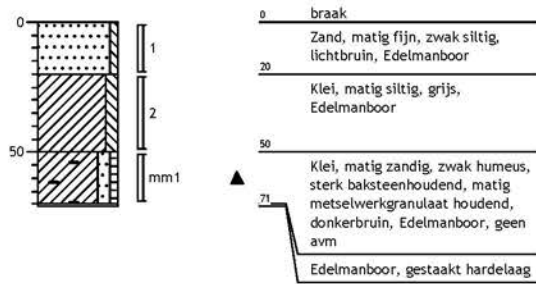 0
50
1
2
mm1
0 braak
Zand, matig fijn, zwak siltig,
lichtbruin, Edelmanboor
20
Klei, matig siltig, grijs,
Edelmanboor
50
Klei, matig zandig, zwak humeus,
sterk baksteenhoudend, matig
metselwerkgranulaat houdend,
donkerbruin, Edelmanboor, geen
avm
71
Edelmanboor, gestaakt hardelaag